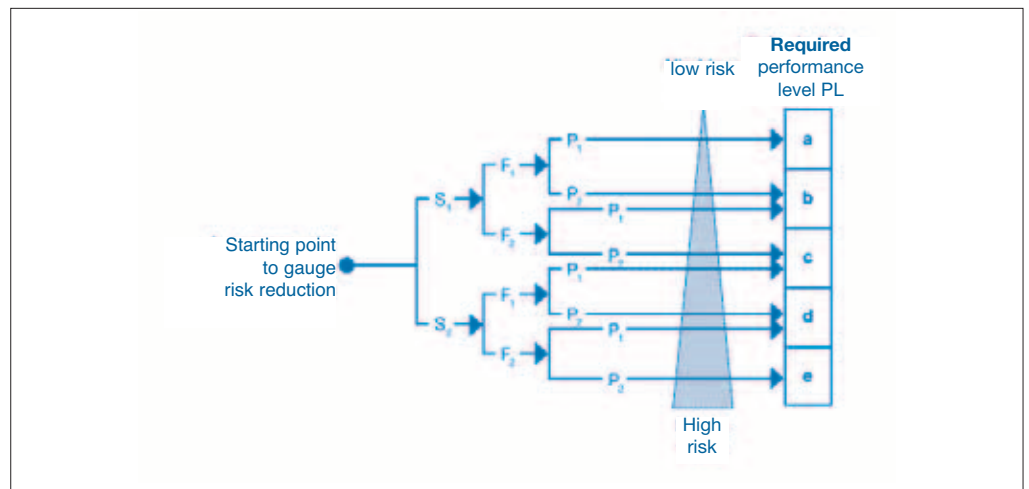 Required
performance
level PL
low risk
a
P₁
F₁
P₂
b
S₁
P₁
F₂
P₂
c
Starting point
to gauge
risk reduction
P₁
F₁
P₂
d
S₂
P₁
F₂
P₂
e
High
risk